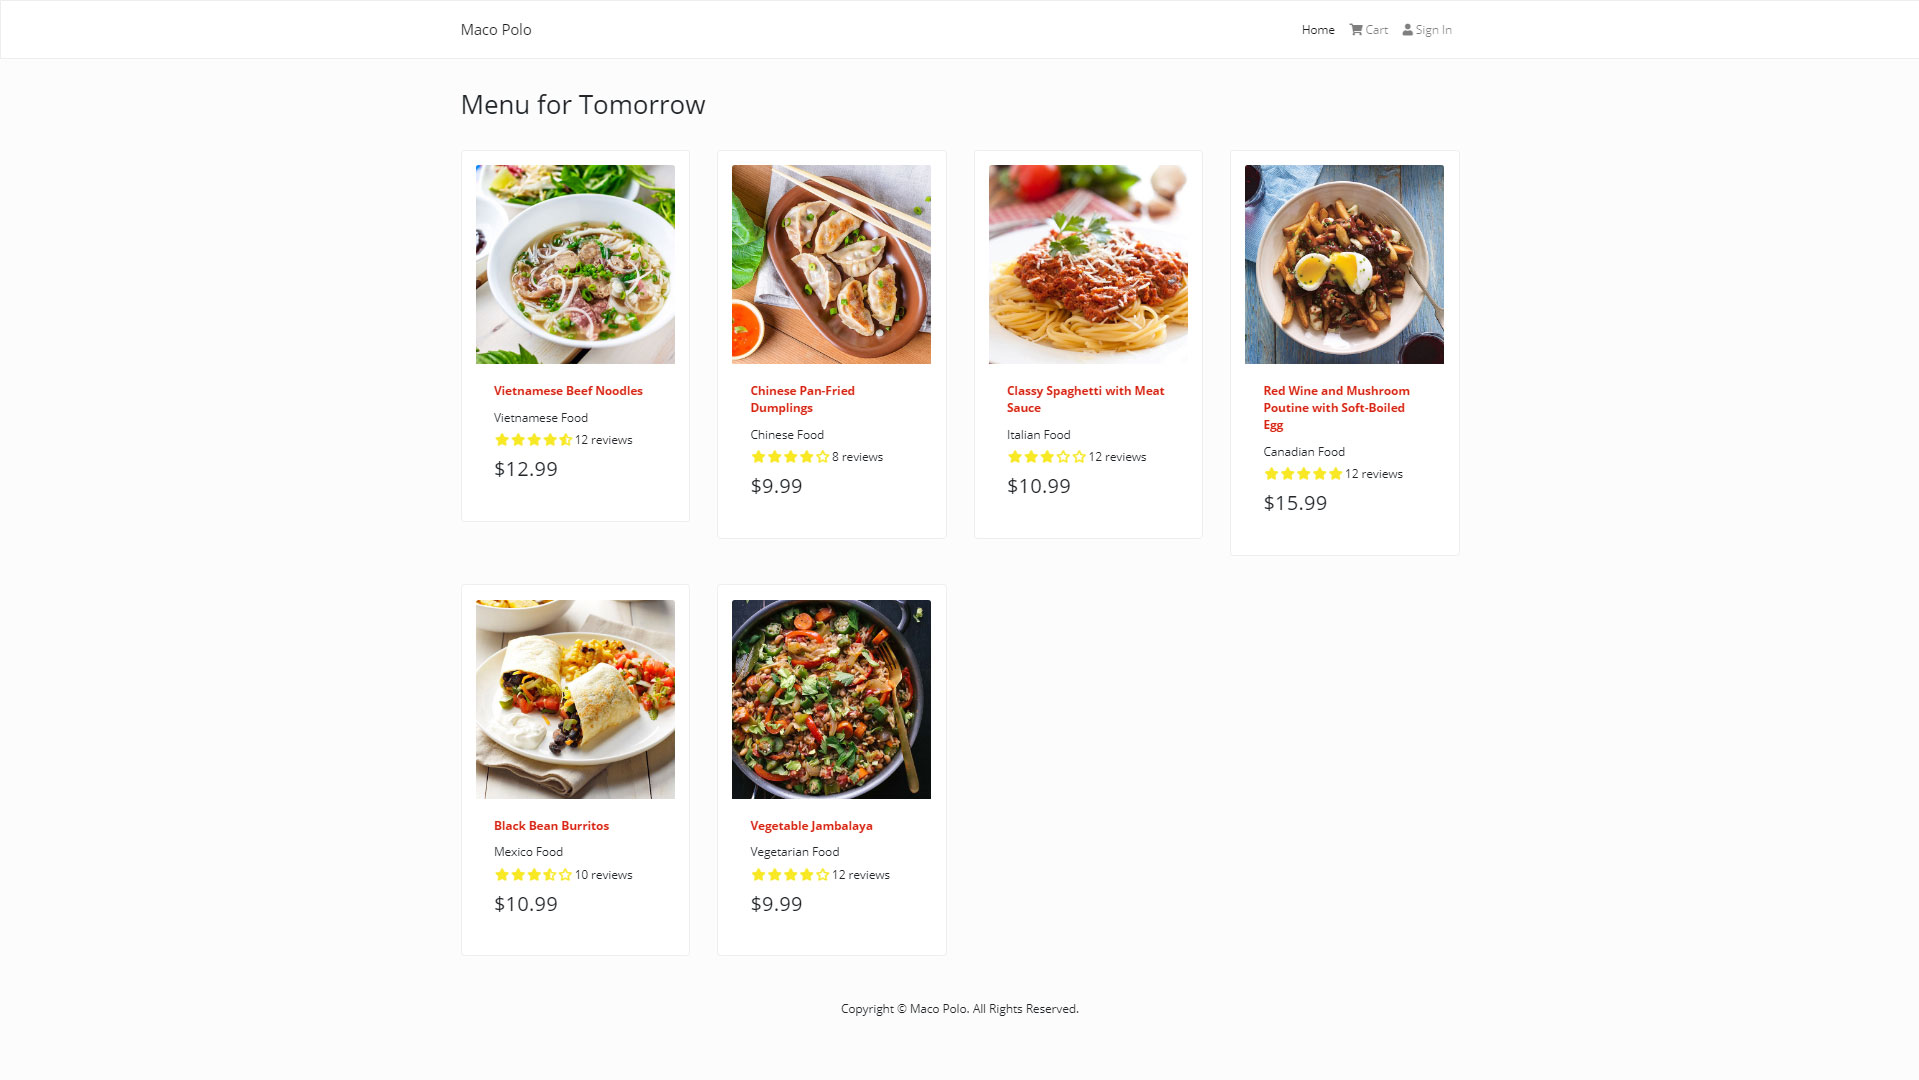 Maco Polo
Home Cart Sign In
Menu for Tomorrow
Vietnamese Beef Noodles
Vietnamese Food
12 reviews
$12.99
Chinese Pan-Fried
Dumplings
Chinese Food
8 reviews
$9.99
Classy Spaghetti with Meat
Sauce
Italian Food
12 reviews
$10.99
Red Wine and Mushroom
Poutine with Soft-Boiled
Egg
Canadian Food
12 reviews
$15.99
Black Bean Burritos
Mexico Food
10 reviews
$10.99
Vegetable Jambalaya
Vegetarian Food
12 reviews
$9.99
Copyright © Maco Polo. All Rights Reserved.